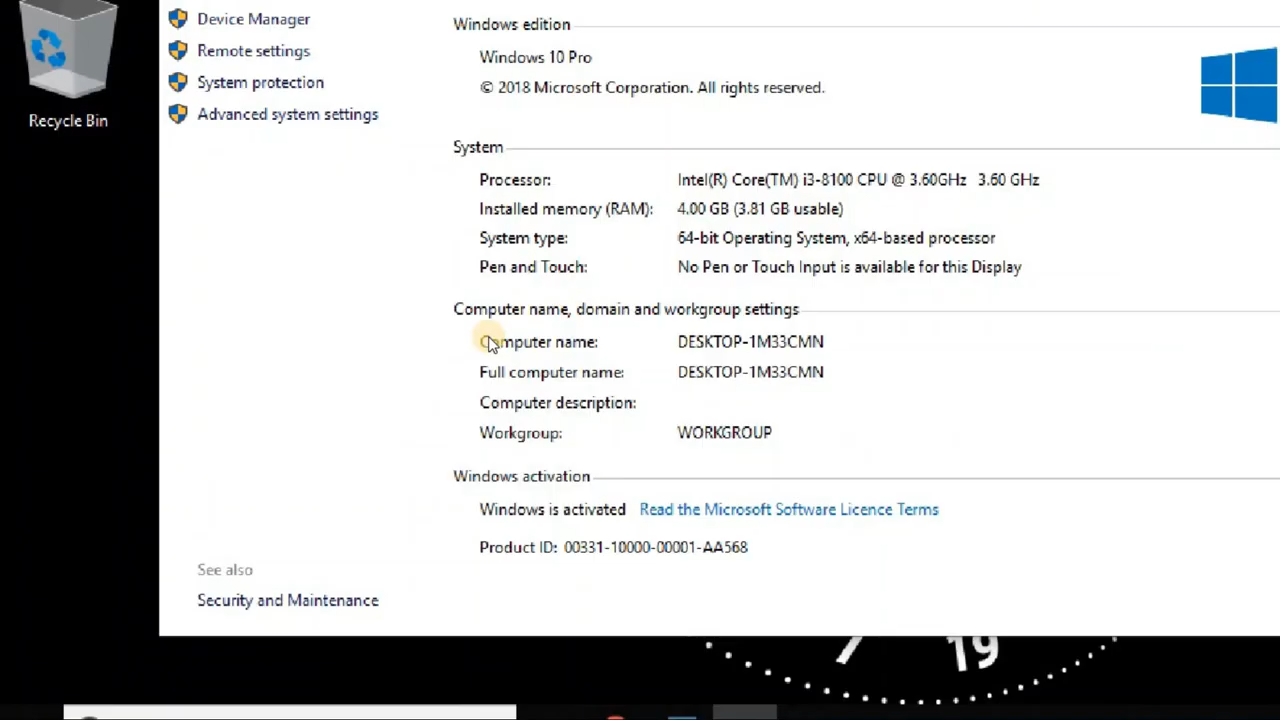 Device Manager
Remote settings
System protection
Advanced system settings
Recycle Bin
Windows edition
Windows 10 Pro
© 2018 Microsoft Corporation. All rights reserved.
System
Processor: Intel(R) Core(TM) i3-8100 CPU @ 3.60GHz 3.60 GHz
Installed memory (RAM): 4.00 GB (3.81 GB usable)
System type: 64-bit Operating System, x64-based processor
Pen and Touch: No Pen or Touch Input is available for this Display
Computer name, domain and workgroup settings
Computer name: DESKTOP-1M33CMN
Full computer name: DESKTOP-1M33CMN
Computer description:
Workgroup: WORKGROUP
Windows activation
Windows is activated Read the Microsoft Software Licence Terms
Product ID: 00331-10000-00001-AA568
See also
Security and Maintenance
7 19